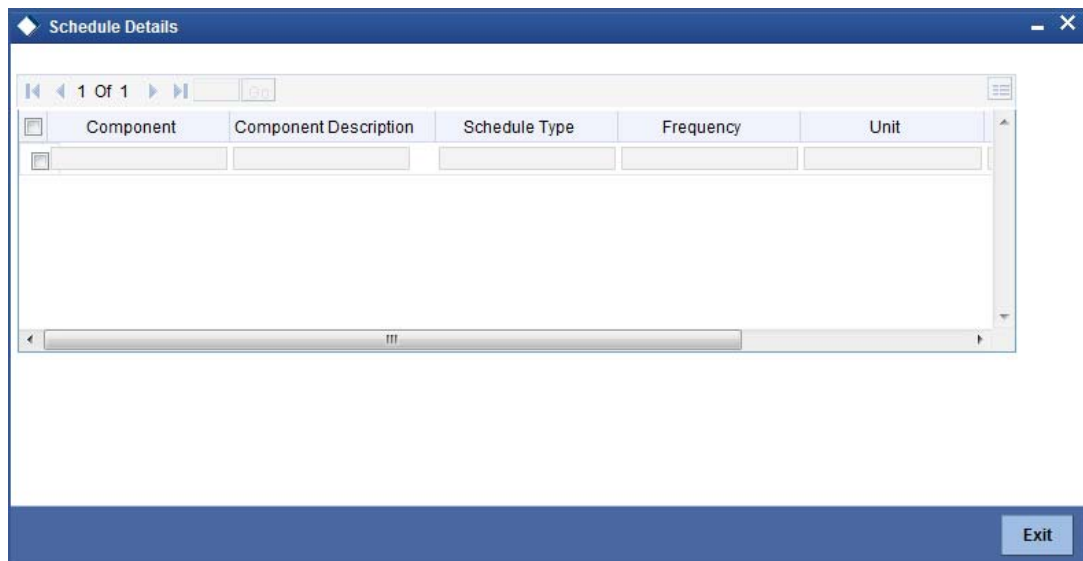 Schedule Details
1 Of 1 Go
Component Component Description Schedule Type Frequency Unit
Exit